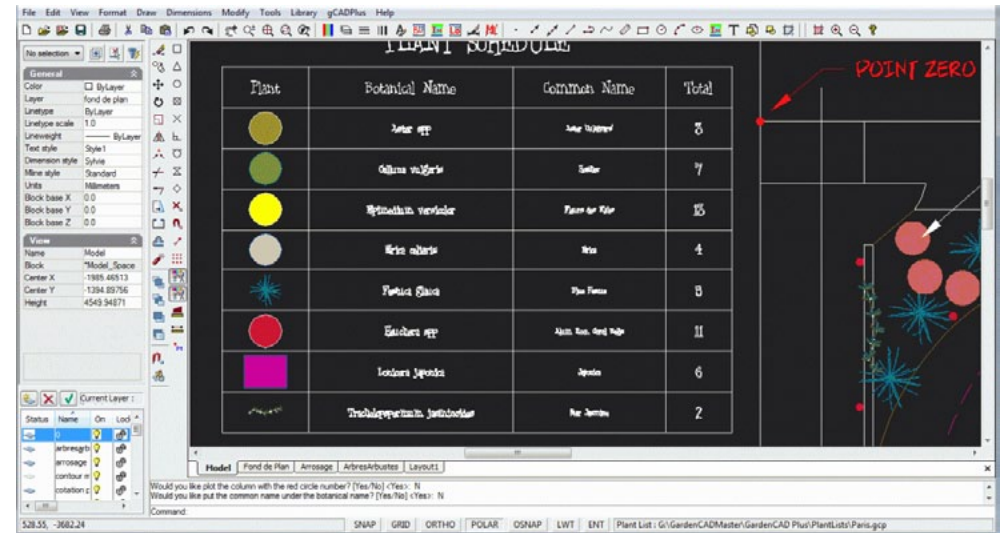 File Edit View Format Draw Dimensions Modify Tools Library gCADPlus Help
No selection
General
Color ByLayer
Layer fond de plan
Linetype ByLayer
Linetype scale 1.0
Lineweight ByLayer
Text style Style1
Dimension style Sylvie
Mline style Standard
Units Millimeters
Block base X 0.0
Block base Y 0.0
Block base Z 0.0
View
Name Model
Block *Model_Space
Center X -1985.46513
Center Y -1394.89756
Height 4549.94871
Current Layer :
Status Name On Lock
0
arbresarb
arrosage
contour m
cotation p
PLANT SCHEDULE
Plant Botanical Name Common Name Total
Aster spp 3
Calluna vulgaris 7
Epimedium versicolor 15
Erica 4
Festuca glauca 5
Heuchera spp 11
Lonicera japonica 6
Trachelospermum jasminoides 2
POINT ZERO
Model Fond de Plan Arrosage ArbresArbustes Layout1
Would you like plot the column with the red circle number? [Yes/No] <Yes>: N
Would you like put the common name under the botanical name? [Yes/No] <Yes>: N
Command:
528.55, -3682.24
SNAP GRID ORTHO POLAR OSNAP LWT ENT Plant List : G:\GardenCADMaster\GardenCAD Plus\PlantLists\Paris.gcp